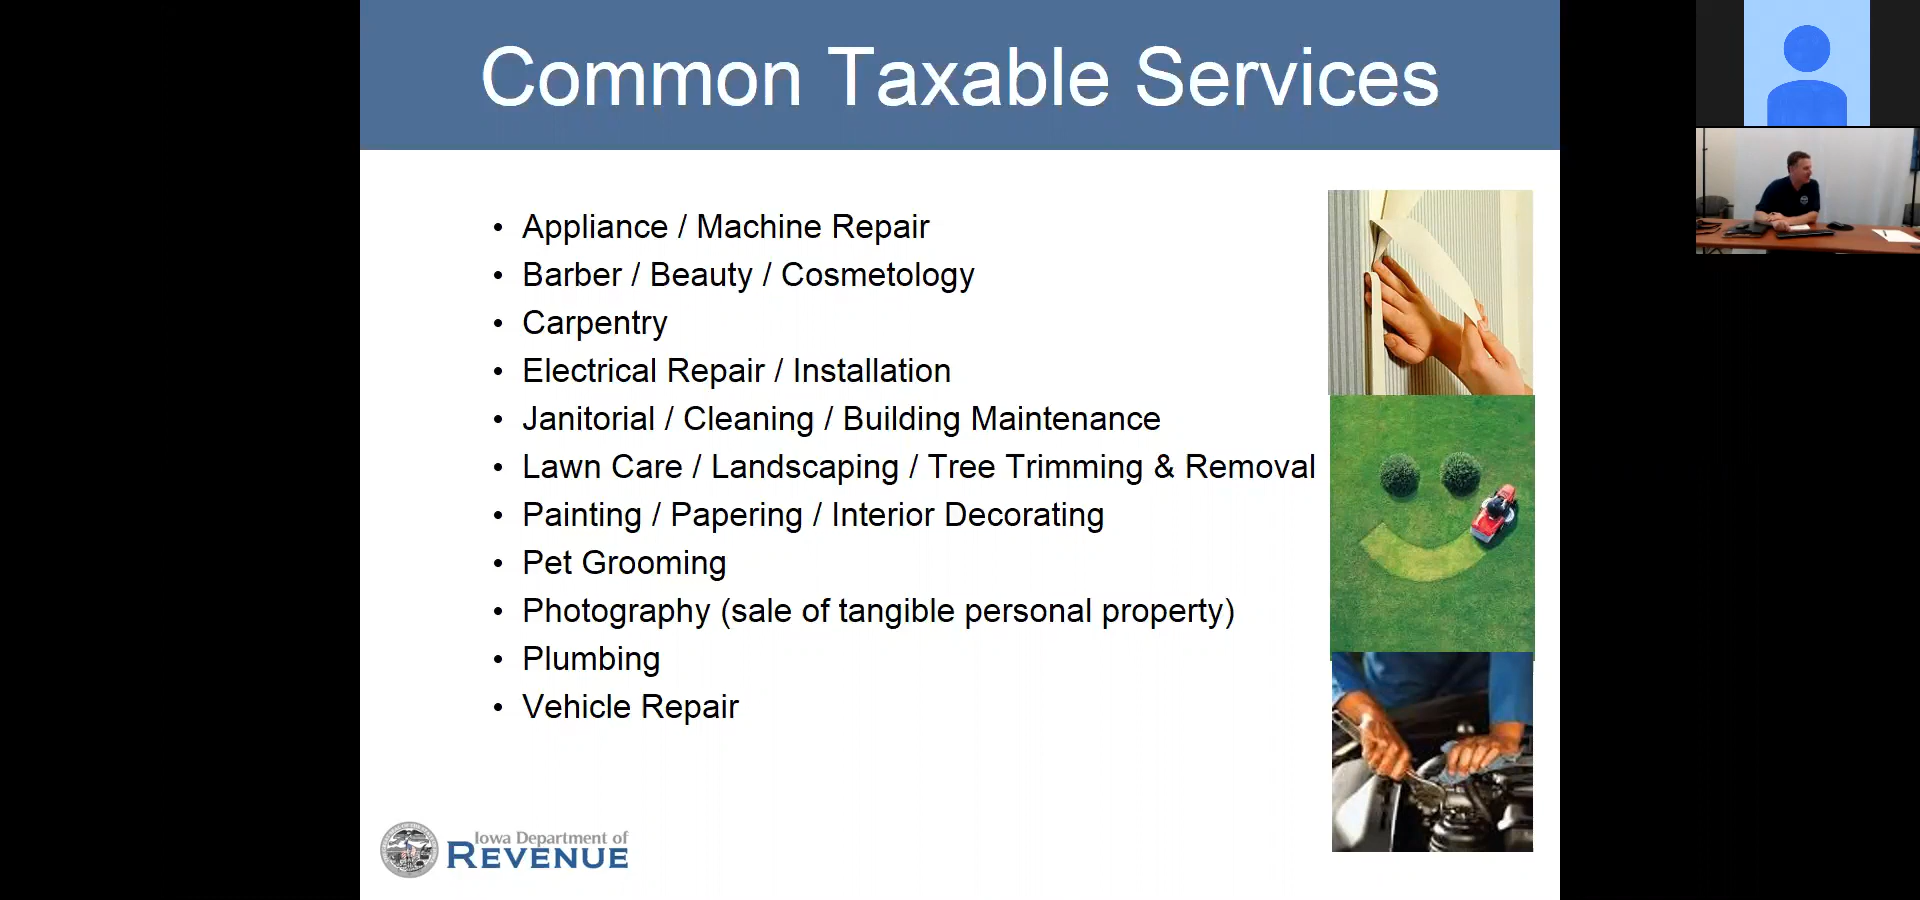 Common Taxable Services
• Appliance / Machine Repair
• Barber / Beauty / Cosmetology
• Carpentry
• Electrical Repair / Installation
• Janitorial / Cleaning / Building Maintenance
• Lawn Care / Landscaping / Tree Trimming & Removal
• Painting / Papering / Interior Decorating
• Pet Grooming
• Photography (sale of tangible personal property)
• Plumbing
• Vehicle Repair
Iowa Department of
REVENUE